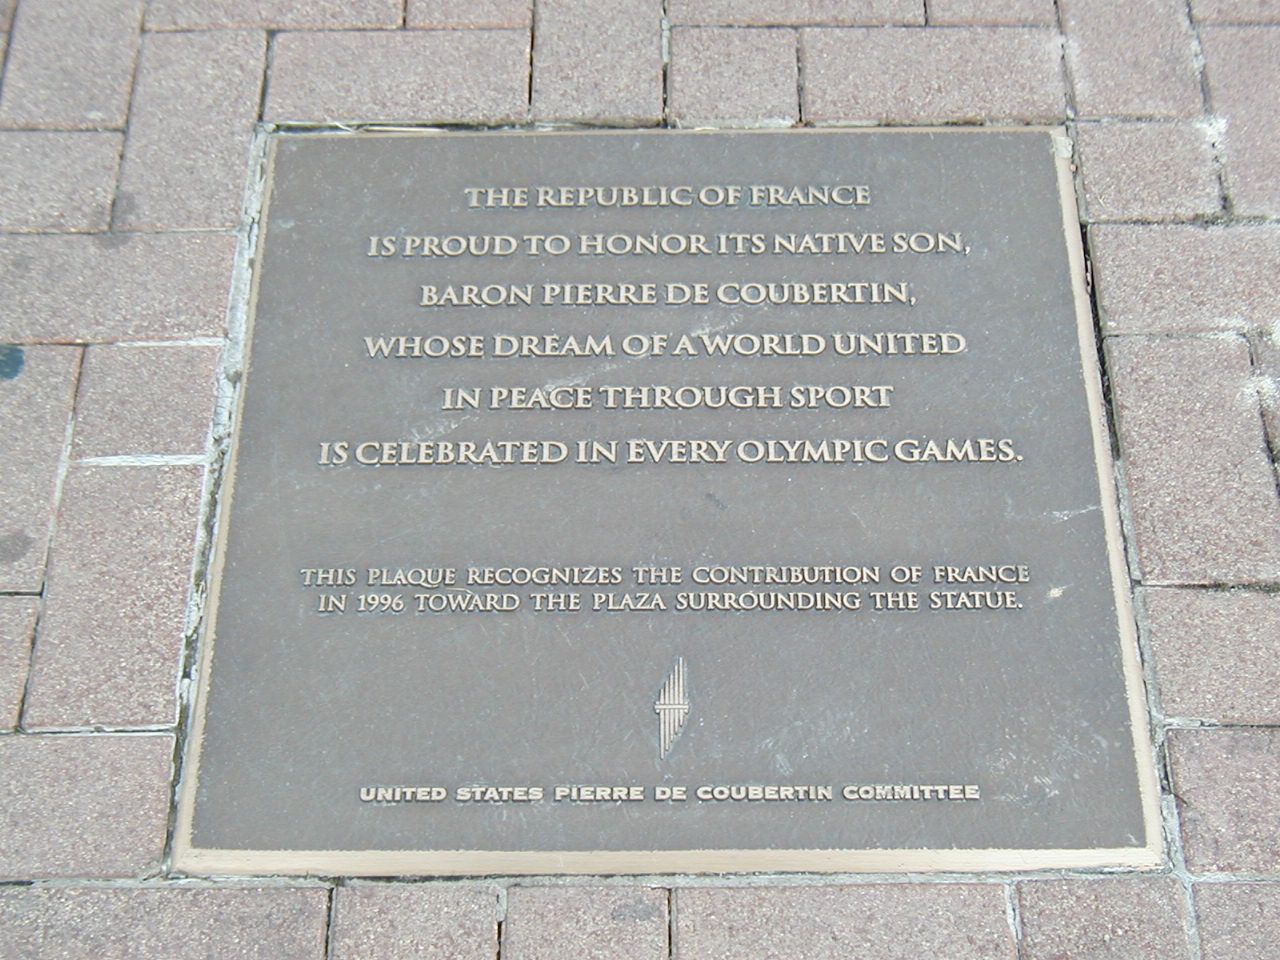 THE REPUBLIC OF FRANCE
IS PROUD TO HONOR ITS NATIVE SON,
BARON PIERRE DE COUBERTIN,
WHOSE DREAM OF A WORLD UNITED
IN PEACE THROUGH SPORT
IS CELEBRATED IN EVERY OLYMPIC GAMES.
THIS PLAQUE RECOGNIZES THE CONTRIBUTION OF FRANCE
IN 1996 TOWARD THE PLAZA SURROUNDING THE STATUE.
UNITED STATES PIERRE DE COUBERTIN COMMITTEE